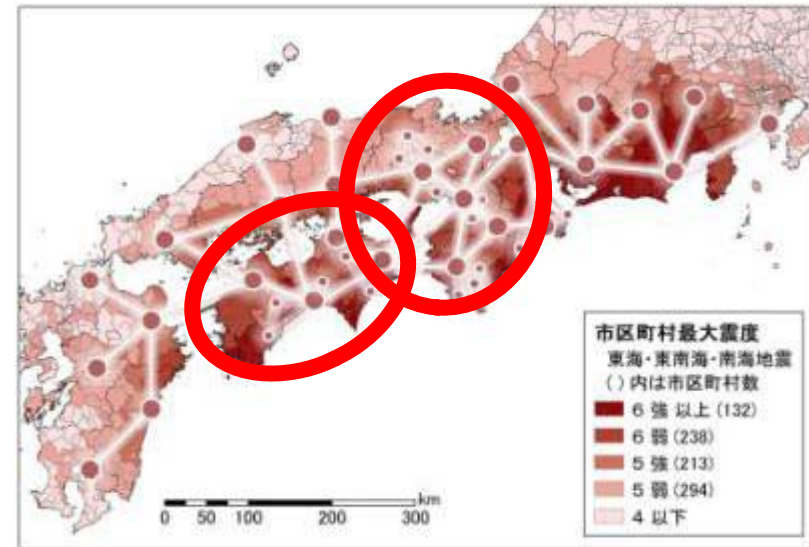 市区町村最大震度
東海・東南海・南海地震
( ) 内は市区町村数
6 強 以上 (132)
6 弱 (238)
5 強 (213)
5 弱 (294)
4 以下
km
0 50 100 200 300